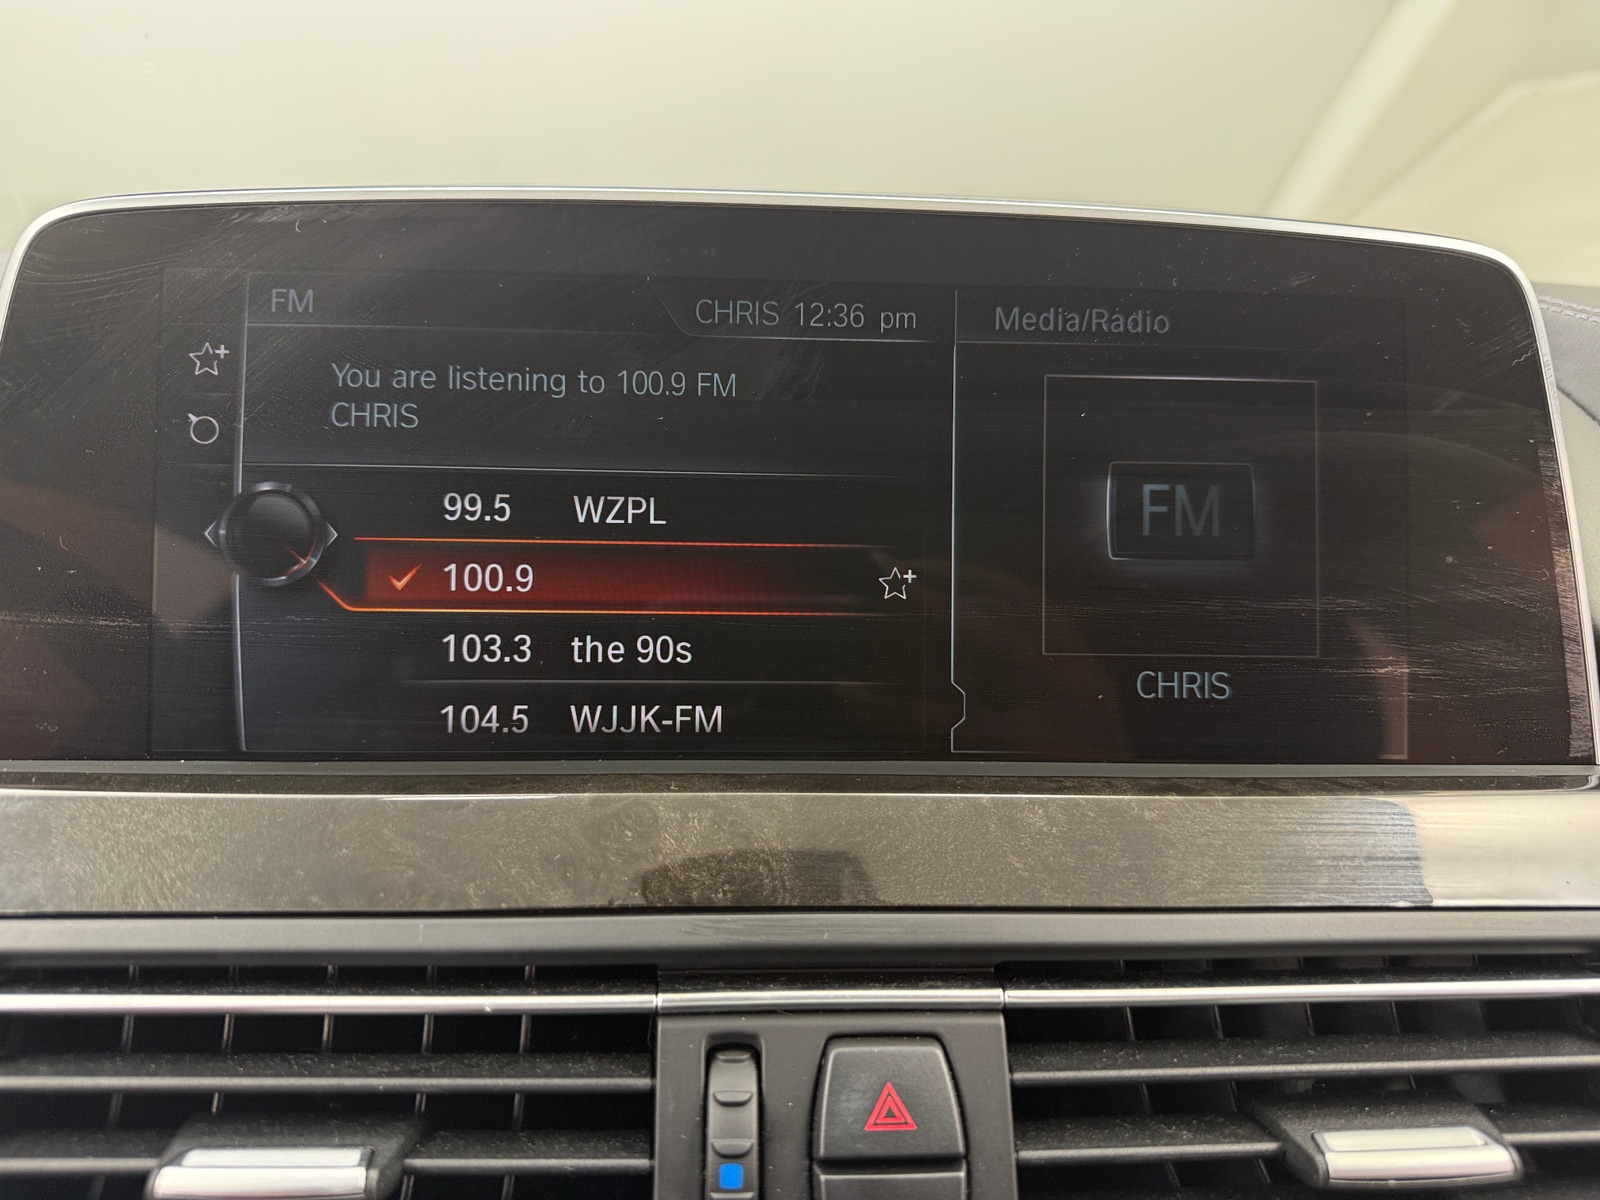 FM
CHRIS 12:36 pm
Media/Radio
You are listening to 100.9 FM
CHRIS
99.5 WZPL
100.9
103.3 the 90s
104.5 WJJK-FM
FM
CHRIS